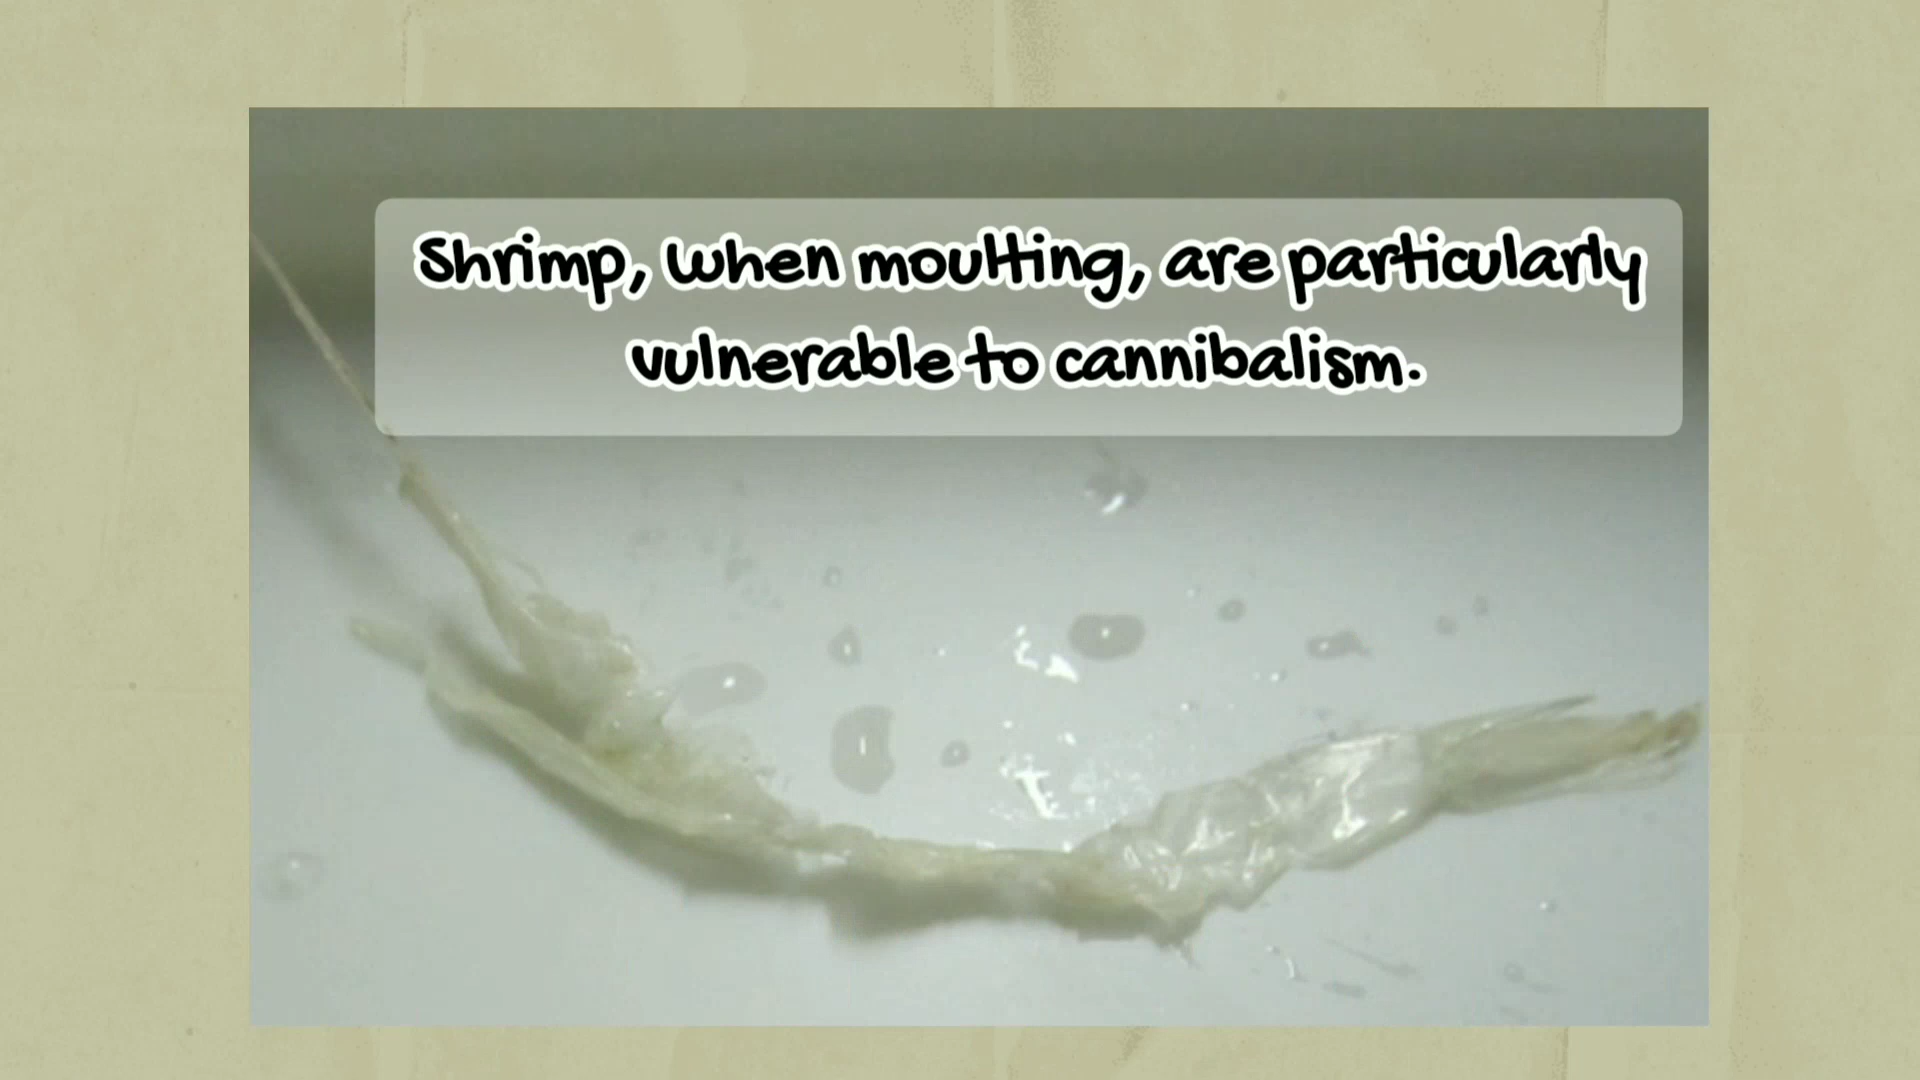 Shrimp, when moulting, are particularly
vulnerable to cannibalism.